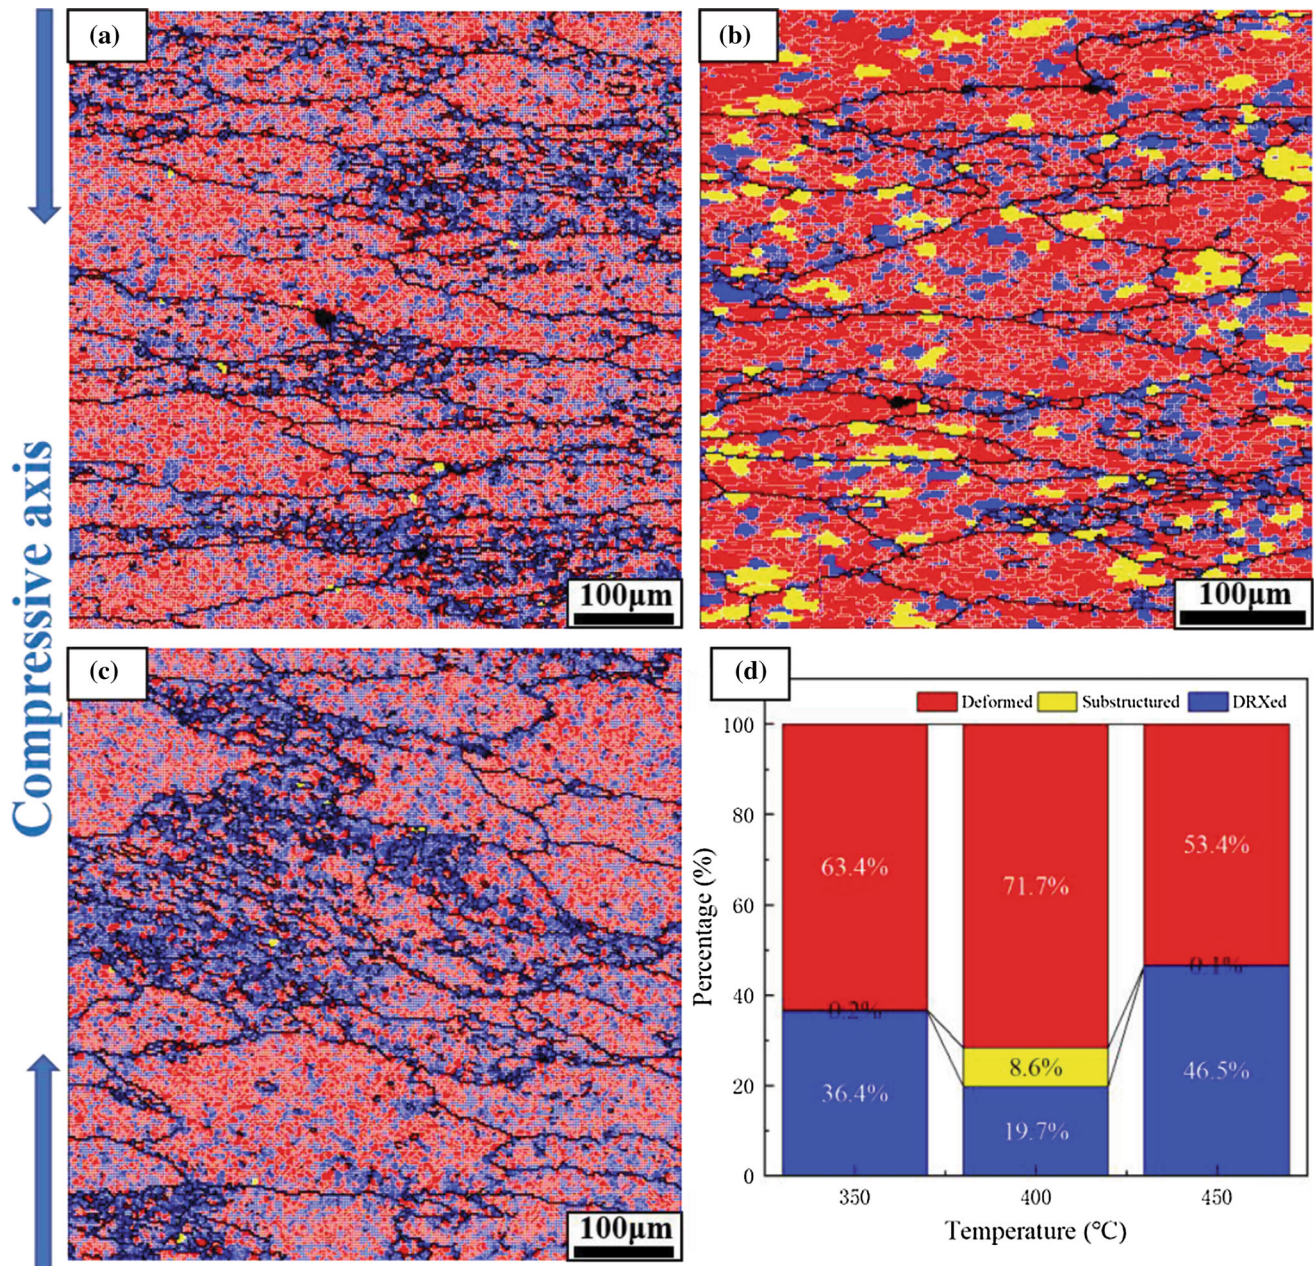 Compressive axis
(a)
100μm
(b)
100μm
(c)
100μm
(d)
Deformed Substructured DRXed
Percentage (%)
100
80
60
40
20
0
63.4%
0.2%
36.4%
71.7%
8.6%
19.7%
53.4%
0.1%
46.5%
350 400 450
Temperature (°C)